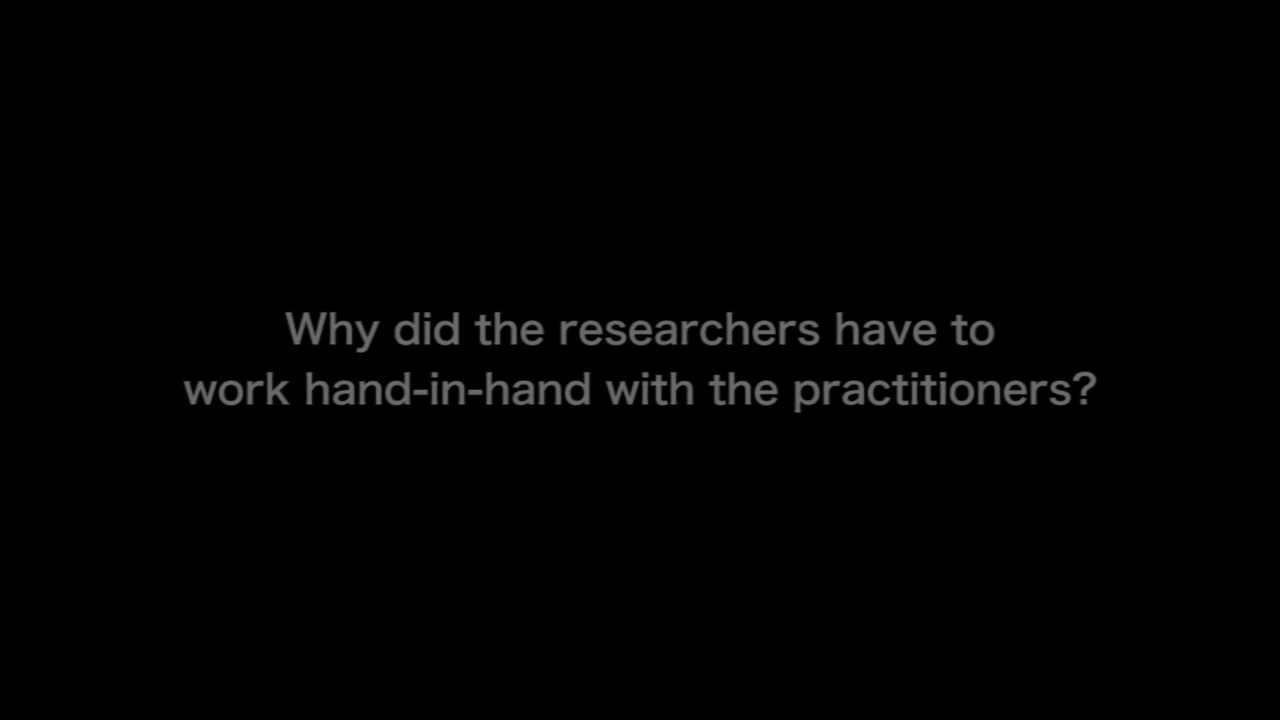 Why did the researchers have to
work hand-in-hand with the practitioners?